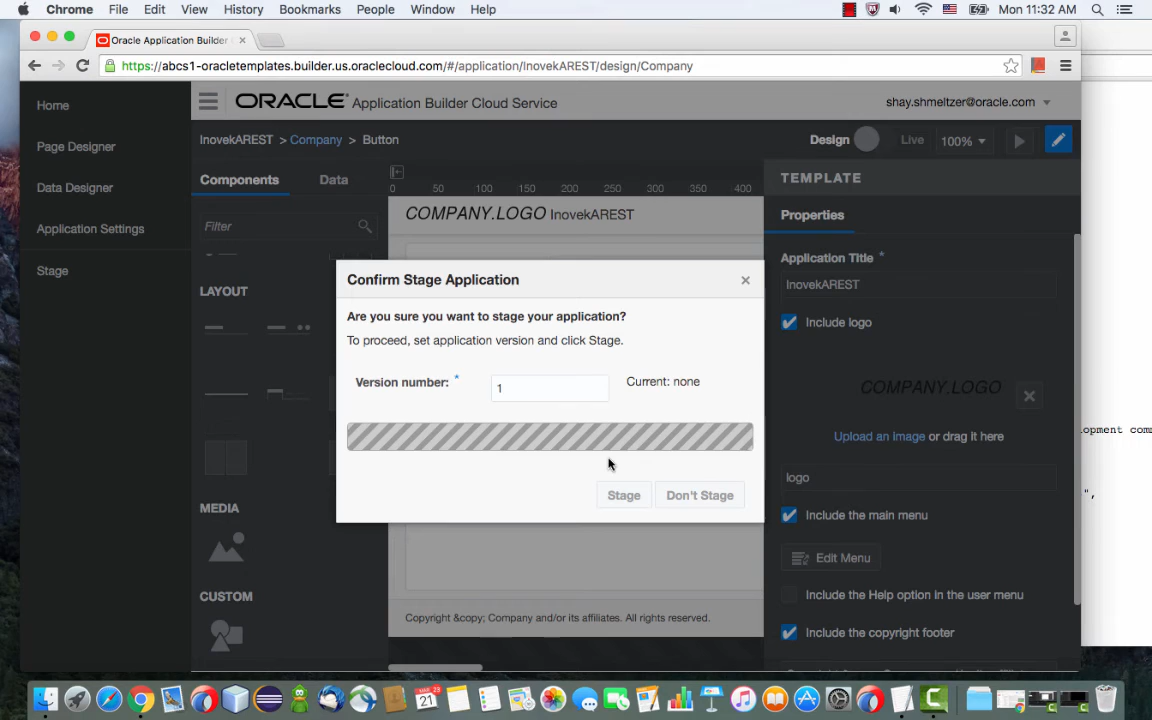 Chrome File Edit View History Bookmarks People Window Help Mon 11:32 AM
Oracle Application Builder
https://abcs1-oracletemplates.builder.us.oraclecloud.com/#/application/InovekAREST/design/Company
Home
Page Designer
Data Designer
Application Settings
Stage
ORACLE® Application Builder Cloud Service
shay.shmeltzer@oracle.com
InovekAREST > Company > Button
Design Live 100%
Components Data
Filter
LAYOUT
MEDIA
CUSTOM
0 50 100 150 200 250 300 350 400
COMPANY.LOGO InovekAREST
Confirm Stage Application
Are you sure you want to stage your application?
To proceed, set application version and click Stage.
Version number: * 1 Current: none
Stage Don't Stage
Copyright &copy; Company and/or its affiliates. All rights reserved.
TEMPLATE
Properties
Application Title *
InovekAREST
Include logo
COMPANY.LOGO
Upload an image or drag it here
logo
Include the main menu
Edit Menu
Include the Help option in the user menu
Include the copyright footer
opment com
",
21